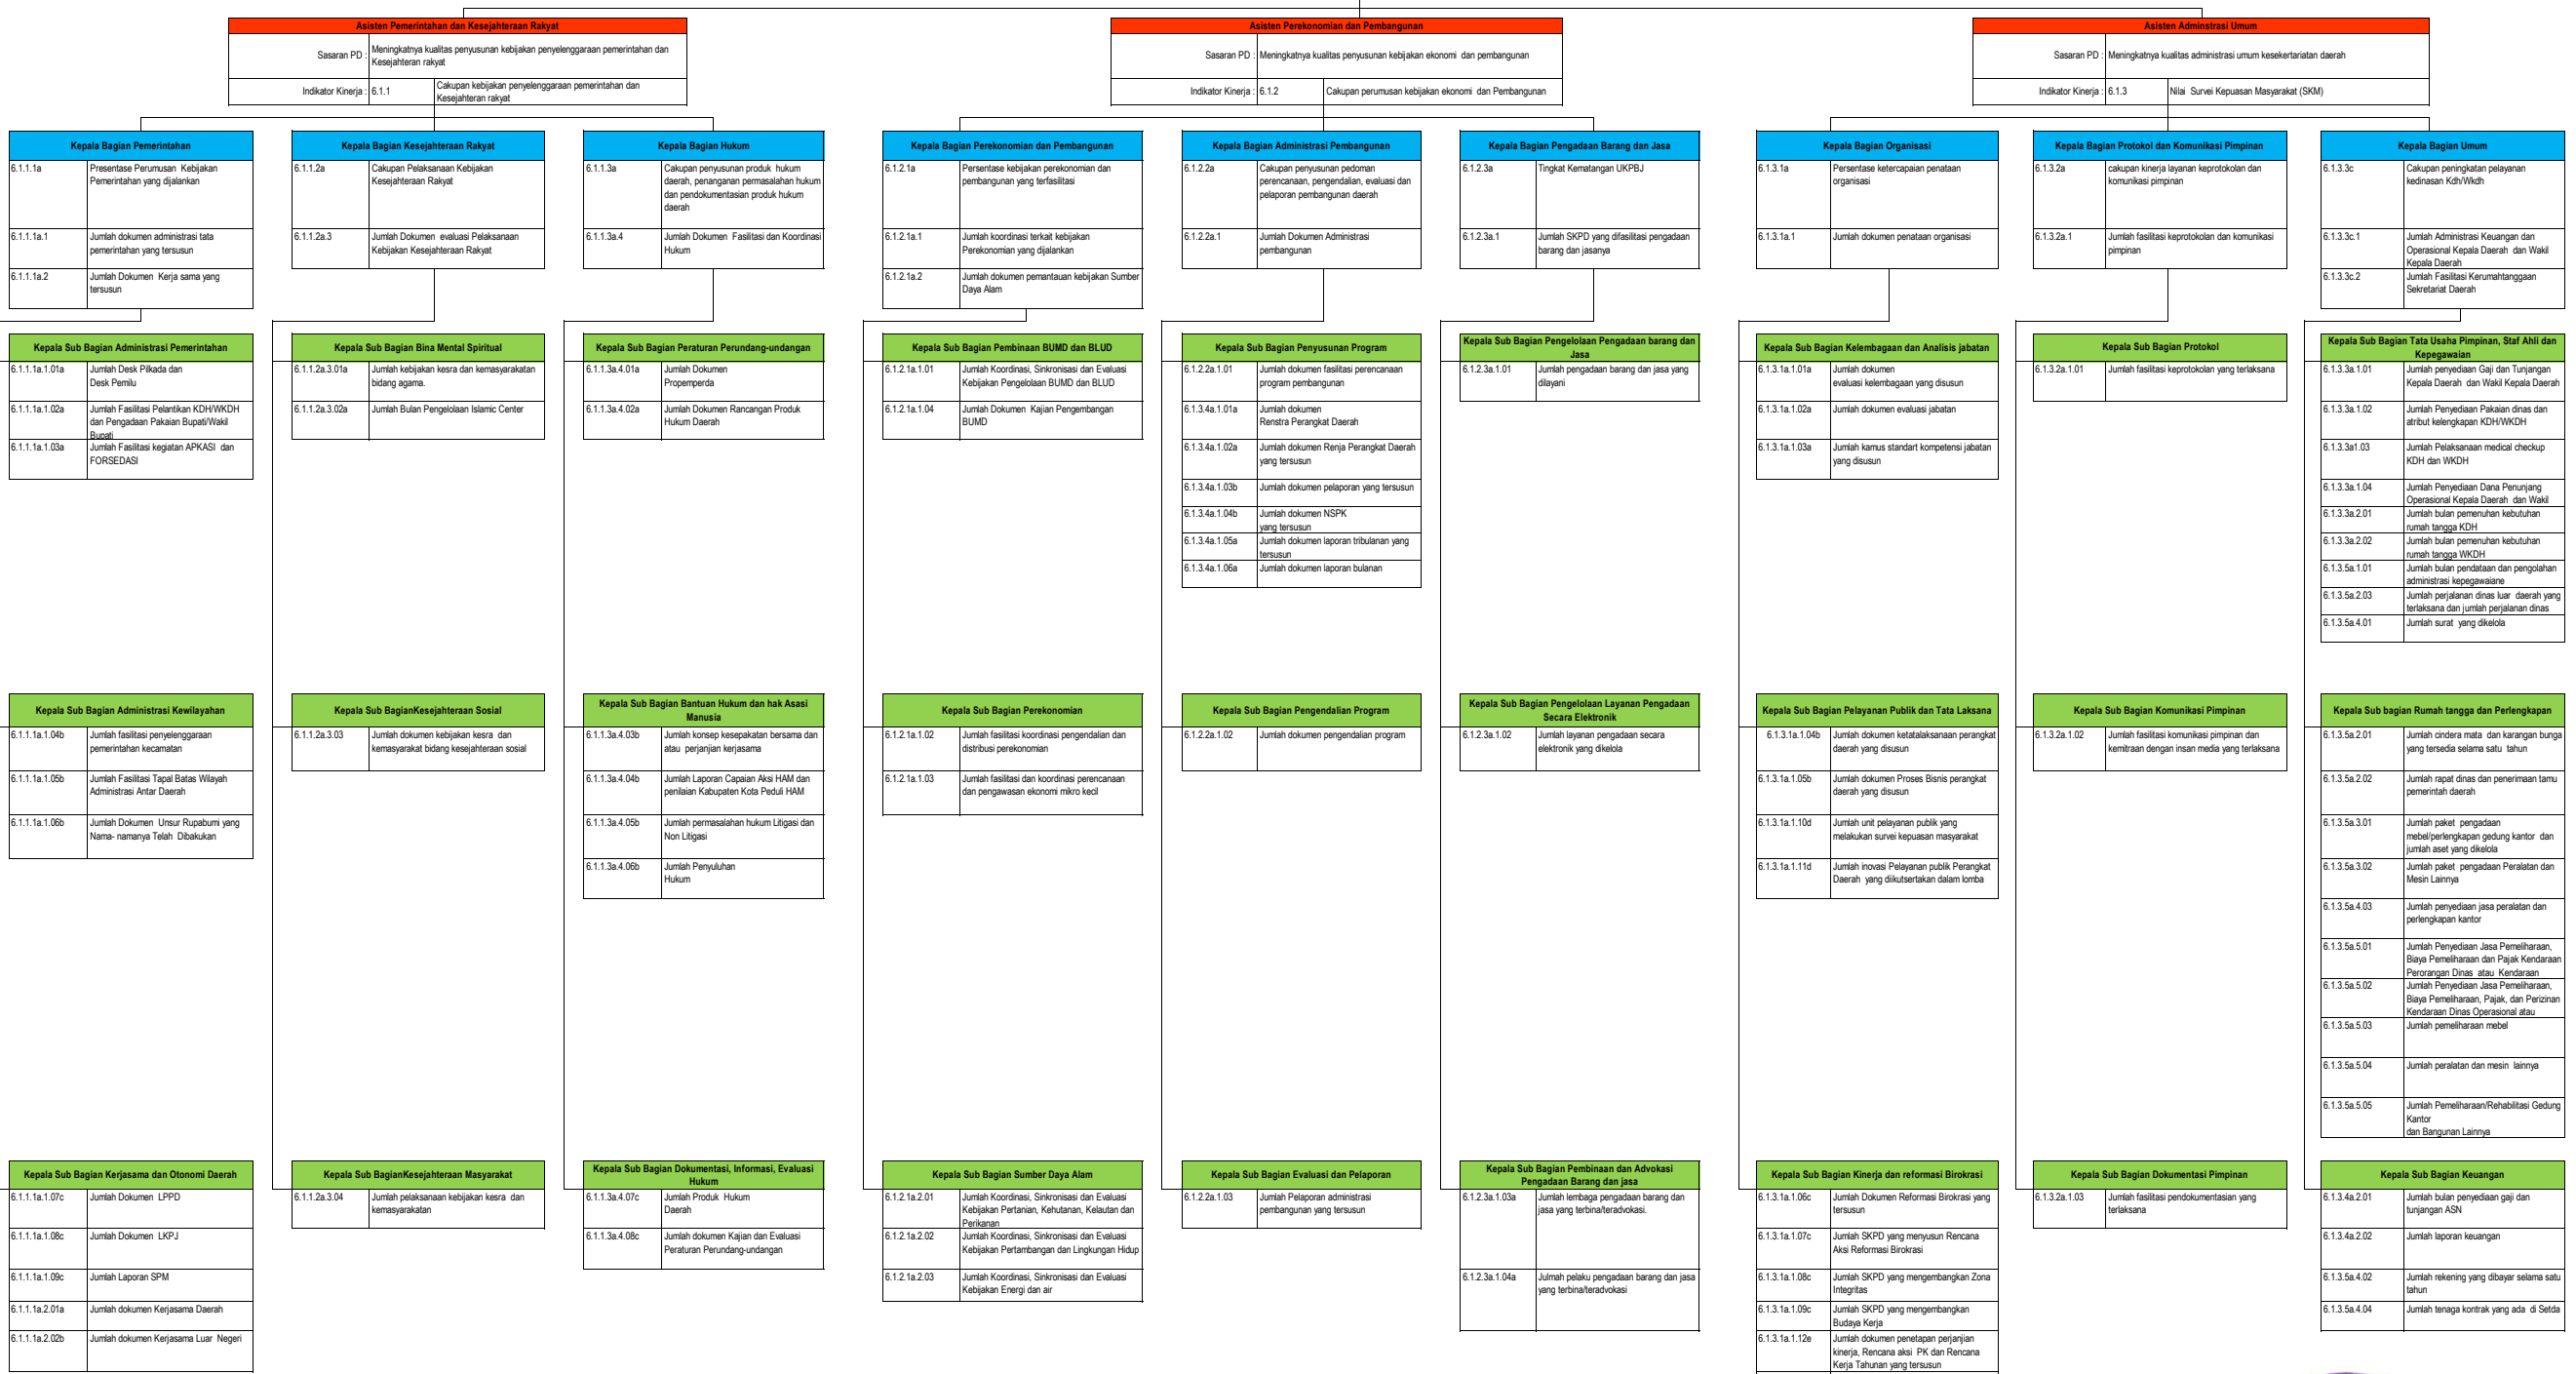 Asisten Pemerintahan dan Kesejahteraan Rakyat
Sasaran PD :
Meningkatnya kualitas penyusunan kebijakan penyelenggaraan pemerintahan dan
Kesejahteran rakyat
Indikator Kinerja :
6.1.1
Cakupan kebijakan penyelenggaraan pemerintahan dan
Kesejahteran rakyat
Asisten Perekonomian dan Pembangunan
Sasaran PD :
Meningkatnya kualitas penyusunan kebijakan ekonomi dan pembangunan
Indikator Kinerja :
6.1.2
Cakupan perumusan kebijakan ekonomi dan Pembangunan
Asisten Adminstrasi Umum
Sasaran PD :
Meningkatnya kualitas administrasi umum kesekertariatan daerah
Indikator Kinerja :
6.1.3
Nilai Survei Kepuasan Masyarakat (SKM)
Kepala Bagian Pemerintahan
6.1.1.1a
Presentase Perumusan Kebijakan
Pemerintahan yang dijalankan
6.1.1.1a.1
Jumlah dokumen administrasi tata
pemerintahan yang tersusun
6.1.1.1a.2
Jumlah Dokumen Kerja sama yang
tersusun
Kepala Bagian Kesejahteraan Rakyat
6.1.1.2a
Cakupan Pelaksanaan Kebijakan
Kesejahteraan Rakyat
6.1.1.2a.3
Jumlah Dokumen evaluasi Pelaksanaan
Kebijakan Kesejahteraan Rakyat
Kepala Bagian Hukum
6.1.1.3a
Cakupan penyusunan produk hukum
daerah, penanganan permasalahan hukum
dan pendokumentasian produk hukum
daerah
6.1.1.3a.4
Jumlah Dokumen Fasilitasi dan Koordinasi
Hukum
Kepala Bagian Perekonomian dan Pembangunan
6.1.2.1a
Persentase kebijakan perekonomian dan
pembangunan yang terfasilitasi
6.1.2.1a.1
Jumlah koordinasi terkait kebijakan
Perekonomian yang dijalankan
6.1.2.1a.2
Jumlah dokumen pemantauan kebijakan Sumber
Daya Alam
Kepala Bagian Administrasi Pembangunan
6.1.2.2a
Cakupan penyusunan pedoman
perencanaan, pengendalian, evaluasi dan
pelaporan pembangunan daerah
6.1.2.2a.1
Jumlah Dokumen Administrasi
pembangunan
Kepala Bagian Pengadaan Barang dan Jasa
6.1.2.3a
Tingkat Kematangan UKPBJ
6.1.2.3a.1
Jumlah SKPD yang difasilitasi pengadaan
barang dan jasanya
Kepala Bagian Organisasi
6.1.3.1a
Persentase ketercapaian penataan
organisasi
6.1.3.1a.1
Jumlah dokumen penataan organisasi
Kepala Bagian Protokol dan Komunikasi Pimpinan
6.1.3.2a
cakupan kinerja layanan keprotokolan dan
komunikasi pimpinan
6.1.3.2a.1
Jumlah fasilitasi keprotokolan dan komunikasi
pimpinan
Kepala Bagian Umum
6.1.3.3c
Cakupan peningkatan pelayanan
kedinasan Kdh/Wkdh
6.1.3.3c.1
Jumlah Administrasi Keuangan dan
Operasional Kepala Daerah dan Wakil
Kepala Daerah
6.1.3.3c.2
Jumlah Fasilitasi Kerumahtanggaan
Sekretariat Daerah
Kepala Sub Bagian Administrasi Pemerintahan
6.1.1.1a.1.01a
Jumlah Desk Pilkada dan
Desk Pemilu
6.1.1.1a.1.02a
Jumlah Fasilitasi Pelantikan KDH/WKDH
dan Pengadaan Pakaian Bupati/Wakil
Bupati
6.1.1.1a.1.03a
Jumlah Fasilitasi kegiatan APKASI dan
FORSEDASI
Kepala Sub Bagian Bina Mental Spiritual
6.1.1.2a.3.01a
Jumlah kebijakan kesra dan kemasyarakatan
bidang agama.
6.1.1.2a.3.02a
Jumlah Bulan Pengelolaan Islamic Center
Kepala Sub Bagian Peraturan Perundang-undangan
6.1.1.3a.4.01a
Jumlah Dokumen
Propemperda
6.1.1.3a.4.02a
Jumlah Dokumen Rancangan Produk
Hukum Daerah
Kepala Sub Bagian Pembinaan BUMD dan BLUD
6.1.2.1a.1.01
Jumlah Koordinasi, Sinkronisasi dan Evaluasi
Kebijakan Pengelolaan BUMD dan BLUD
6.1.2.1a.1.04
Jumlah Dokumen Kajian Pengembangan
BUMD
Kepala Sub Bagian Penyusunan Program
6.1.2.2a.1.01
Jumlah dokumen fasilitasi perencanaan
program pembangunan
6.1.3.4a.1.01a
Jumlah dokumen
Renstra Perangkat Daerah
6.1.3.4a.1.02a
Jumlah dokumen Renja Perangkat Daerah
yang tersusun
6.1.3.4a.1.03b
Jumlah dokumen pelaporan yang tersusun
6.1.3.4a.1.04b
Jumlah dokumen NSPK
yang tersusun
6.1.3.4a.1.05a
Jumlah dokumen laporan tribulanan yang
tersusun
6.1.3.4a.1.06a
Jumlah dokumen laporan bulanan
Kepala Sub Bagian Pengelolaan Pengadaan barang dan
Jasa
6.1.2.3a.1.01
Jumlah pengadaan barang dan jasa yang
dilayani
Kepala Sub Bagian Kelembagaan dan Analisis jabatan
6.1.3.1a.1.01a
Jumlah dokumen
evaluasi kelembagaan yang disusun
6.1.3.1a.1.02a
Jumlah dokumen evaluasi jabatan
6.1.3.1a.1.03a
Jumlah kamus standart kompetensi jabatan
yang disusun
Kepala Sub Bagian Protokol
6.1.3.2a.1.01
Jumlah fasilitasi keprotokolan yang terlaksana
Kepala Sub Bagian Tata Usaha Pimpinan, Staf Ahli dan
Kepegawaian
6.1.3.3a.1.01
Jumlah penyediaan Gaji dan Tunjangan
Kepala Daerah dan Wakil Kepala Daerah
6.1.3.3a.1.02
Jumlah Penyediaan Pakaian dinas dan
atribut kelengkapan KDH/WKDH
6.1.3.3a1.03
Jumlah Pelaksanaan medical checkup
KDH dan WKDH
6.1.3.3a.1.04
Jumlah Penyediaan Dana Penunjang
Operasional Kepala Daerah dan Wakil
6.1.3.3a.2.01
Jumlah bulan pemenuhan kebutuhan
rumah tangga KDH
6.1.3.3a.2.02
Jumlah bulan pemenuhan kebutuhan
rumah tangga WKDH
6.1.3.5a.1.01
Jumlah bulan pendataan dan pengolahan
administrasi kepegawaiane
6.1.3.5a.2.03
Jumlah perjalanan dinas luar daerah yang
terlaksana dan jumlah perjalanan dinas
6.1.3.5a.4.01
Jumlah surat yang dikelola
Kepala Sub Bagian Administrasi Kewilayahan
6.1.1.1a.1.04b
Jumlah fasilitasi penyelenggaraan
pemerintahan kecamatan
6.1.1.1a.1.05b
Jumlah Fasilitasi Tapal Batas Wilayah
Administrasi Antar Daerah
6.1.1.1a.1.06b
Jumlah Dokumen Unsur Rupabumi yang
Nama- namanya Telah Dibakukan
Kepala Sub BagianKesejahteraan Sosial
6.1.1.2a.3.03
Jumlah dokumen kebijakan kesra dan
kemasyarakat bidang kesejahteraan sosial
Kepala Sub Bagian Bantuan Hukum dan hak Asasi
Manusia
6.1.1.3a.4.03b
Jumlah konsep kesepakatan bersama dan
atau perjanjian kerjasama
6.1.1.3a.4.04b
Jumlah Laporan Capaian Aksi HAM dan
penilaian Kabupaten Kota Peduli HAM
6.1.1.3a.4.05b
Jumlah permasalahan hukum Litigasi dan
Non Litigasi
6.1.1.3a.4.06b
Jumlah Penyuluhan
Hukum
Kepala Sub Bagian Perekonomian
6.1.2.1a.1.02
Jumlah fasilitasi koordinasi pengendalian dan
distribusi perekonomian
6.1.2.1a.1.03
Jumlah fasilitasi dan koordinasi perencanaan
dan pengawasan ekonomi mikro kecil
Kepala Sub Bagian Pengendalian Program
6.1.2.2a.1.02
Jumlah dokumen pengendalian program
Kepala Sub Bagian Pengelolaan Layanan Pengadaan
Secara Elektronik
6.1.2.3a.1.02
Jumlah layanan pengadaan secara
elektronik yang dikelola
Kepala Sub Bagian Pelayanan Publik dan Tata Laksana
6.1.3.1a.1.04b
Jumlah dokumen ketatalaksanaan perangkat
daerah yang disusun
6.1.3.1a.1.05b
Jumlah dokumen Proses Bisnis perangkat
daerah yang disusun
6.1.3.1a.1.10d
Jumlah unit pelayanan publik yang
melakukan survei kepuasan masyarakat
6.1.3.1a.1.11d
Jumlah inovasi Pelayanan publik Perangkat
Daerah yang diikutsertakan dalam lomba
Kepala Sub Bagian Komunikasi Pimpinan
6.1.3.2a.1.02
Jumlah fasilitasi komunikasi pimpinan dan
kemitraan dengan insan media yang terlaksana
Kepala Sub bagian Rumah tangga dan Perlengkapan
6.1.3.5a.2.01
Jumlah cindera mata dan karangan bunga
yang tersedia selama satu tahun
6.1.3.5a.2.02
Jumlah rapat dinas dan penerimaan tamu
pemerintah daerah
6.1.3.5a.3.01
Jumlah paket pengadaan
mebel/perlengkapan gedung kantor dan
jumlah aset yang dikelola
6.1.3.5a.3.02
Jumlah paket pengadaan Peralatan dan
Mesin Lainnya
6.1.3.5a.4.03
Jumlah penyediaan jasa peralatan dan
perlengkapan kantor
6.1.3.5a.5.01
Jumlah Penyediaan Jasa Pemeliharaan,
Biaya Pemeliharaan dan Pajak Kendaraan
Perorangan Dinas atau Kendaraan
6.1.3.5a.5.02
Jumlah Penyediaan Jasa Pemeliharaan,
Biaya Pemeliharaan, Pajak, dan Perizinan
Kendaraan Dinas Operasional atau
6.1.3.5a.5.03
Jumlah pemeliharaan mebel
6.1.3.5a.5.04
Jumlah peralatan dan mesin lainnya
6.1.3.5a.5.05
Jumlah Pemeliharaan/Rehabilitasi Gedung
Kantor
dan Bangunan Lainnya
Kepala Sub Bagian Kerjasama dan Otonomi Daerah
6.1.1.1a.1.07c
Jumlah Dokumen LPPD
6.1.1.1a.1.08c
Jumlah Dokumen LKPJ
6.1.1.1a.1.09c
Jumlah Laporan SPM
6.1.1.1a.2.01a
Jumlah dokumen Kerjasama Daerah
6.1.1.1a.2.02b
Jumlah dokumen Kerjasama Luar Negeri
Kepala Sub BagianKesejahteraan Masyarakat
6.1.1.2a.3.04
Jumlah pelaksanaan kebijakan kesra dan
kemasyarakatan
Kepala Sub Bagian Dokumentasi, Informasi, Evaluasi
Hukum
6.1.1.3a.4.07c
Jumlah Produk Hukum
Daerah
6.1.1.3a.4.08c
Jumlah dokumen Kajian dan Evaluasi
Peraturan Perundang-undangan
Kepala Sub Bagian Sumber Daya Alam
6.1.2.1a.2.01
Jumlah Koordinasi, Sinkronisasi dan Evaluasi
Kebijakan Pertanian, Kehutanan, Kelautan dan
Perikanan
6.1.2.1a.2.02
Jumlah Koordinasi, Sinkronisasi dan Evaluasi
Kebijakan Pertambangan dan Lingkungan Hidup
6.1.2.1a.2.03
Jumlah Koordinasi, Sinkronisasi dan Evaluasi
Kebijakan Energi dan air
Kepala Sub Bagian Evaluasi dan Pelaporan
6.1.2.2a.1.03
Jumlah Pelaporan administrasi
pembangunan yang tersusun
Kepala Sub Bagian Pembinaan dan Advokasi
Pengadaan Barang dan jasa
6.1.2.3a.1.03a
Jumlah lembaga pengadaan barang dan
jasa yang terbina/teradvokasi.
6.1.2.3a.1.04a
Julmah pelaku pengadaan barang dan jasa
yang terbina/teradvokasi
Kepala Sub Bagian Kinerja dan reformasi Birokrasi
6.1.3.1a.1.06c
Jumlah Dokumen Reformasi Birokrasi yang
tersusun
6.1.3.1a.1.07c
Jumlah SKPD yang menyusun Rencana
Aksi Reformasi Birokrasi
6.1.3.1a.1.08c
Jumlah SKPD yang mengembangkan Zona
Integritas
6.1.3.1a.1.09c
Jumlah SKPD yang mengembangkan
Budaya Kerja
6.1.3.1a.1.12e
Jumlah dokumen penetapan perjanjian
kinerja, Rencana aksi PK dan Rencana
Kerja Tahunan yang tersusun
Kepala Sub Bagian Dokumentasi Pimpinan
6.1.3.2a.1.03
Jumlah fasilitasi pendokumentasian yang
terlaksana
Kepala Sub Bagian Keuangan
6.1.3.4a.2.01
Jumlah bulan penyediaan gaji dan
tunjangan ASN
6.1.3.4a.2.02
Jumlah laporan keuangan
6.1.3.5a.4.02
Jumlah rekening yang dibayar selama satu
tahun
6.1.3.5a.4.04
Jumlah tenaga kontrak yang ada di Setda